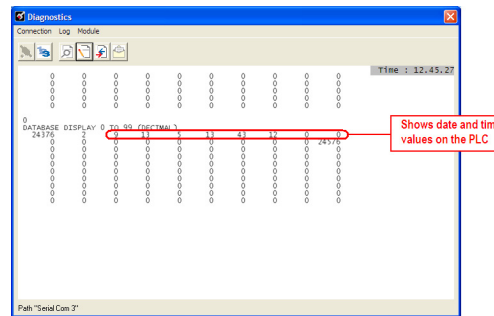 Diagnostics
Connection Log Module
Time : 12.45.27
0 0 0 0 0 0 0 0 0 0
0 0 0 0 0 0 0 0 0 0
0 0 0 0 0 0 0 0 0 0
0 0 0 0 0 0 0 0 0 0
0 0 0 0 0 0 0 0 0 0
0
DATABASE DISPLAY 0 TO 99 (DECIMAL)
24376 2 9 13 5 13 43 12 0 0
0 0 0 0 0 0 0 0 0 24576
0 0 0 0 0 0 0 0 0 0
0 0 0 0 0 0 0 0 0 0
0 0 0 0 0 0 0 0 0 0
0 0 0 0 0 0 0 0 0 0
0 0 0 0 0 0 0 0 0 0
0 0 0 0 0 0 0 0 0 0
0 0 0 0 0 0 0 0 0 0
0 0 0 0 0 0 0 0 0 0
Shows date and tim
values on the PLC
Path "Serial Com 3"